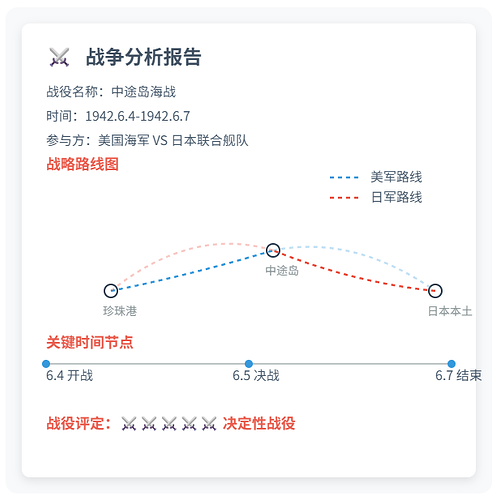 ⚔️ 战争分析报告
战役名称：中途岛海战
时间：1942.6.4-1942.6.7
参与方：美国海军 VS 日本联合舰队
战略路线图
美军路线
日军路线
中途岛
珍珠港
日本本土
关键时间节点
6.4 开战
6.5 决战
6.7 结束
战役评定：⚔️⚔️⚔️⚔️⚔️ 决定性战役